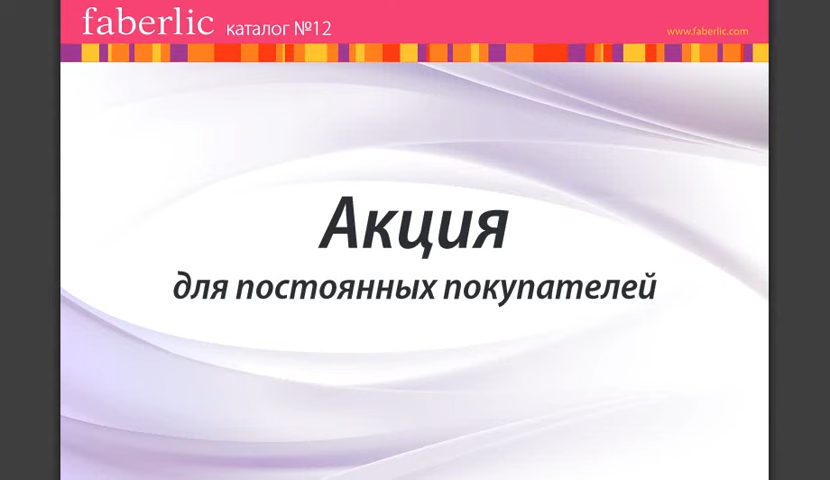 faberlic каталог №12
www.faberlic.com
Акция
для постоянных покупателей